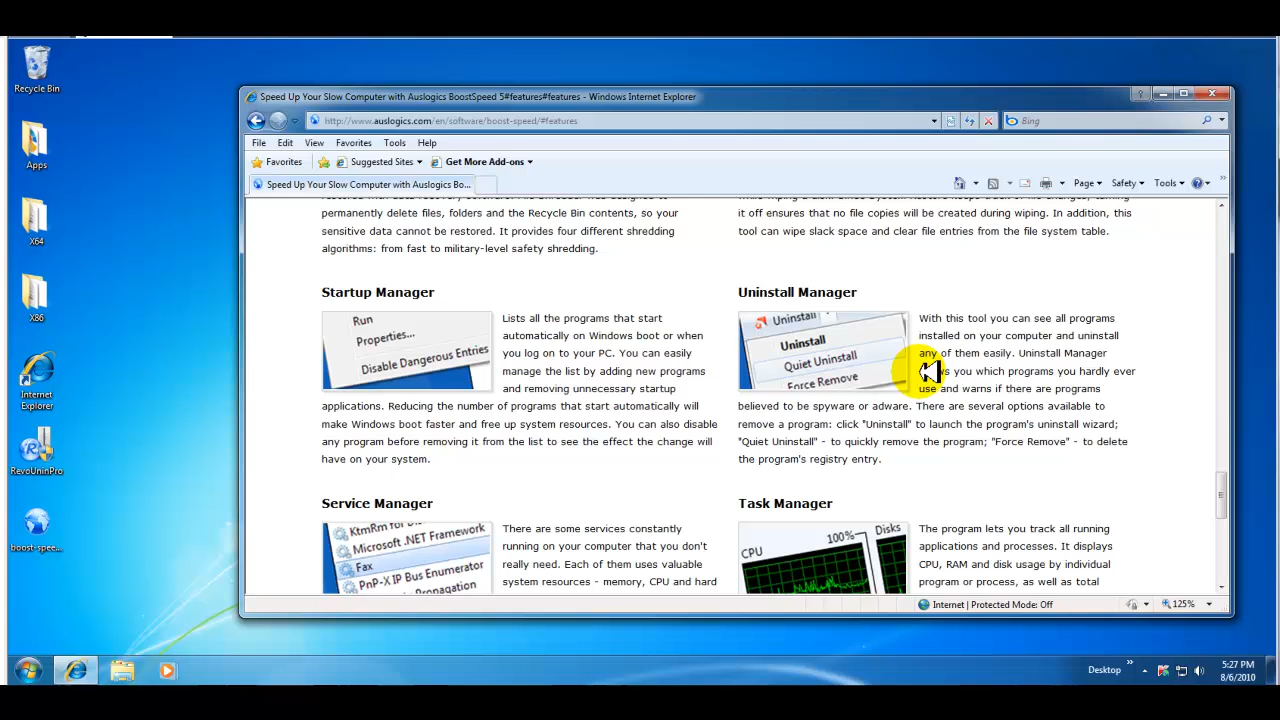 Recycle Bin
Apps
X64
X86
Internet
Explorer
RevoUninPro
boost-spee...
Speed Up Your Slow Computer with Auslogics BoostSpeed 5#features#features - Windows Internet Explorer
http://www.auslogics.com/en/software/boost-speed/#features
Bing
File Edit View Favorites Tools Help
Favorites Suggested Sites Get More Add-ons
Speed Up Your Slow Computer with Auslogics Bo...
Page Safety Tools
permanently delete files, folders and the Recycle Bin contents, so your
sensitive data cannot be restored. It provides four different shredding
algorithms: from fast to military-level safety shredding.
it off ensures that no file copies will be created during wiping. In addition, this
tool can wipe slack space and clear file entries from the file system table.
Startup Manager
Run
Properties...
Disable Dangerous Entries
Lists all the programs that start
automatically on Windows boot or when
you log on to your PC. You can easily
manage the list by adding new programs
and removing unnecessary startup
applications. Reducing the number of programs that start automatically will
make Windows boot faster and free up system resources. You can also disable
any program before removing it from the list to see the effect the change will
have on your system.
Uninstall Manager
Uninstall
Uninstall
Quiet Uninstall
Force Remove
With this tool you can see all programs
installed on your computer and uninstall
any of them easily. Uninstall Manager
you which programs you hardly ever
use and warns if there are programs
believed to be spyware or adware. There are several options available to
remove a program: click "Uninstall" to launch the program's uninstall wizard;
"Quiet Uninstall" - to quickly remove the program; "Force Remove" - to delete
the program's registry entry.
Service Manager
KtmRm for
Microsoft .NET Framework
Fax
PnP-X IP Bus Enumerator
There are some services constantly
running on your computer that you don't
really need. Each of them uses valuable
system resources - memory, CPU and hard
Task Manager
CPU 100% Disks
The program lets you track all running
applications and processes. It displays
CPU, RAM and disk usage by individual
program or process, as well as total
Internet | Protected Mode: Off
125%
Desktop
5:27 PM
8/6/2010